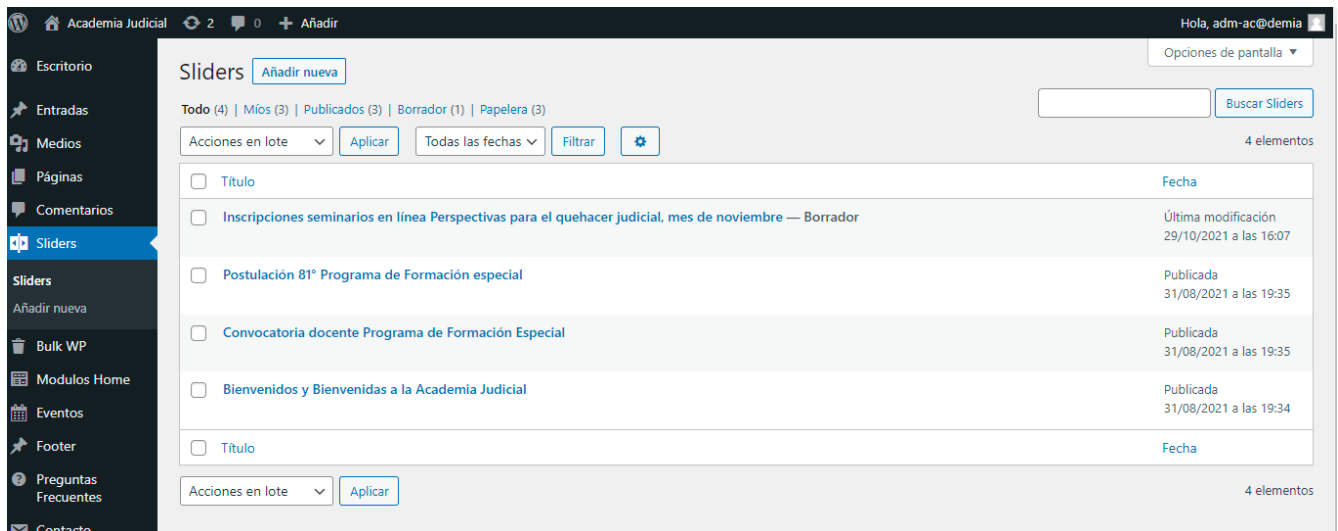 Academia Judicial 2 0 + Añadir Hola, adm-ac@demia
Opciones de pantalla ▼
Escritorio
Entradas
Medios
Páginas
Comentarios
Sliders
Sliders
Añadir nueva
Bulk WP
Modulos Home
Eventos
Footer
Preguntas
Frecuentes
Contacto
Sliders Añadir nueva
Todo (4) | Míos (3) | Publicados (3) | Borrador (1) | Papelera (3)
Buscar Sliders
Acciones en lote Aplicar Todas las fechas Filtrar
4 elementos
Título Fecha
Inscripciones seminarios en línea Perspectivas para el quehacer judicial, mes de noviembre — Borrador
Última modificación
29/10/2021 a las 16:07
Postulación 81° Programa de Formación especial
Publicada
31/08/2021 a las 19:35
Convocatoria docente Programa de Formación Especial
Publicada
31/08/2021 a las 19:35
Bienvenidos y Bienvenidas a la Academia Judicial
Publicada
31/08/2021 a las 19:34
Título Fecha
Acciones en lote Aplicar
4 elementos